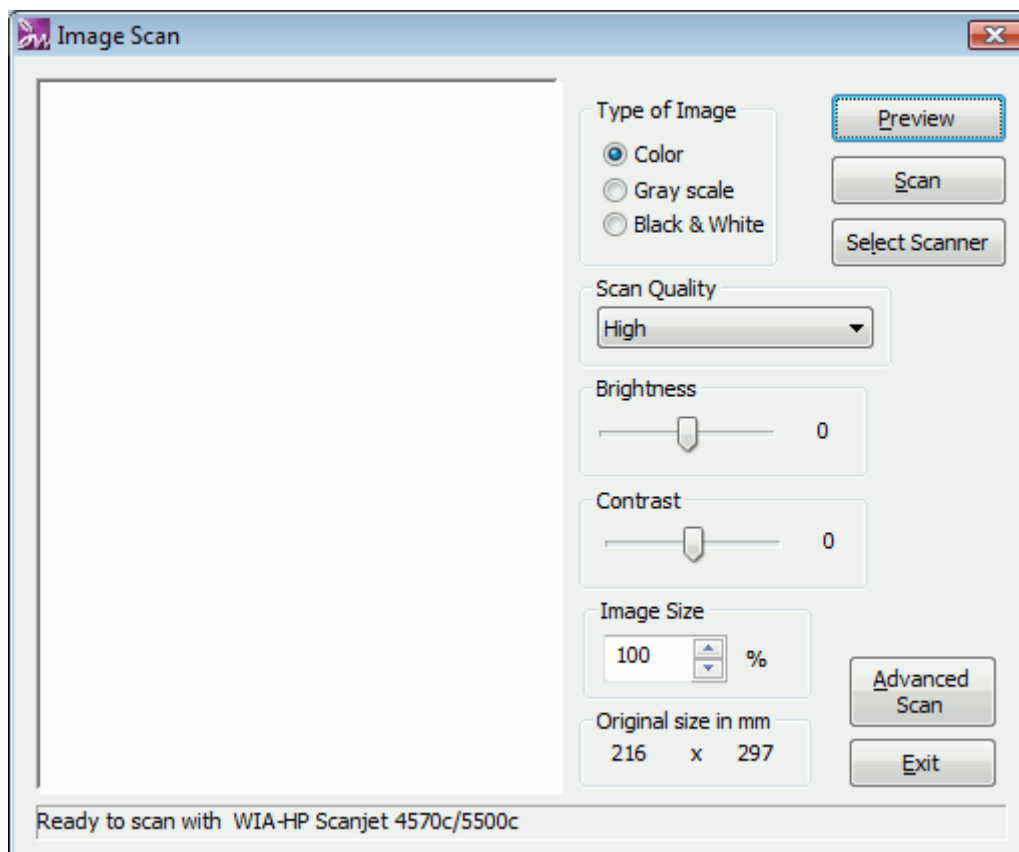 Image Scan
Type of Image
Color
Gray scale
Black & White
Preview
Scan
Select Scanner
Scan Quality
High
Brightness
0
Contrast
0
Image Size
100 %
Advanced
Scan
Original size in mm
216 x 297
Exit
Ready to scan with WIA-HP Scanjet 4570c/5500c